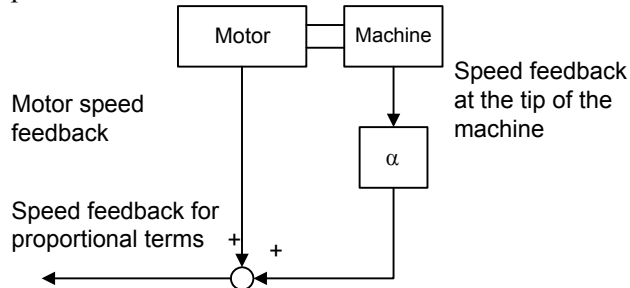 Motor
Machine
Speed feedback
at the tip of the
machine
Motor speed
feedback
α
Speed feedback for
proportional terms
+
+